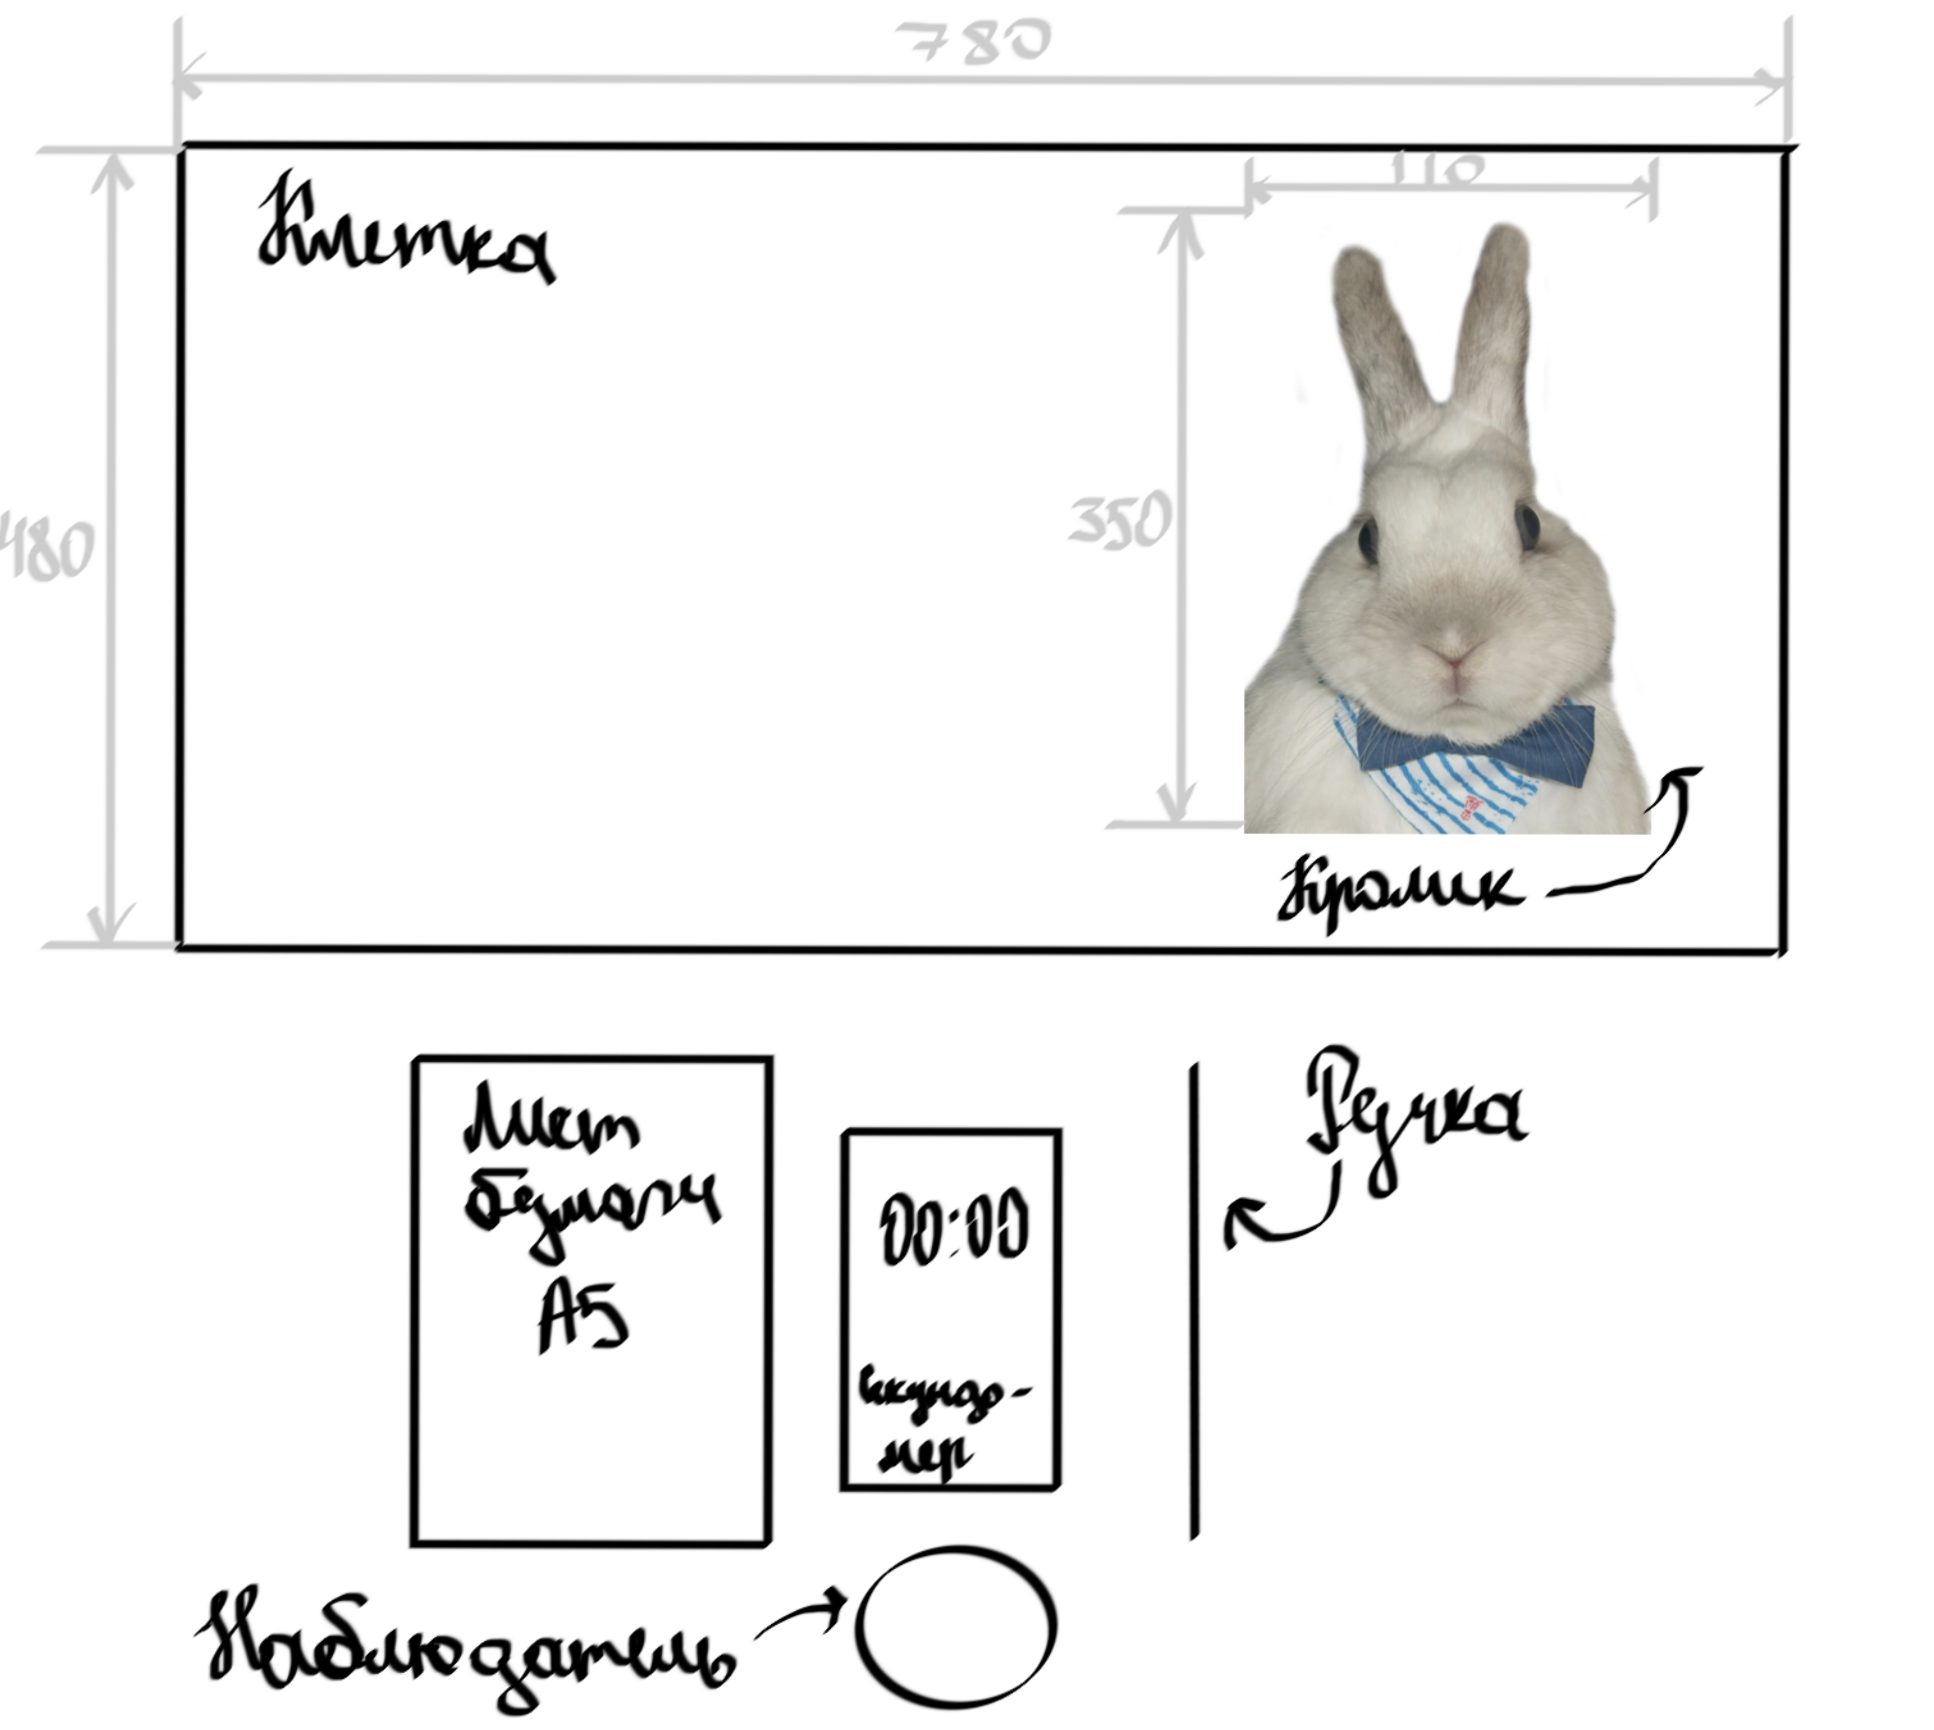 780
110
Клетка
480
350
Кролик
Лист
бумаги
А5
00:00
Секундо-
мер
Ручка
Наблюдатель